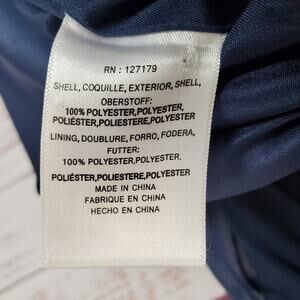 RN : 127179
SHELL, COQUILLE, EXTERIOR, SHELL,
OBERSTOFF:
100% POLYESTER,POLYESTER,
POLIÉSTER,POLIESTERE,POLYESTER
LINING, DOUBLURE, FORRO, FODERA,
FUTTER:
100% POLYESTER,POLYESTER,
POLIÉSTER,POLIESTERE,POLYESTER
MADE IN CHINA
FABRIQUE EN CHINA
HECHO EN CHINA